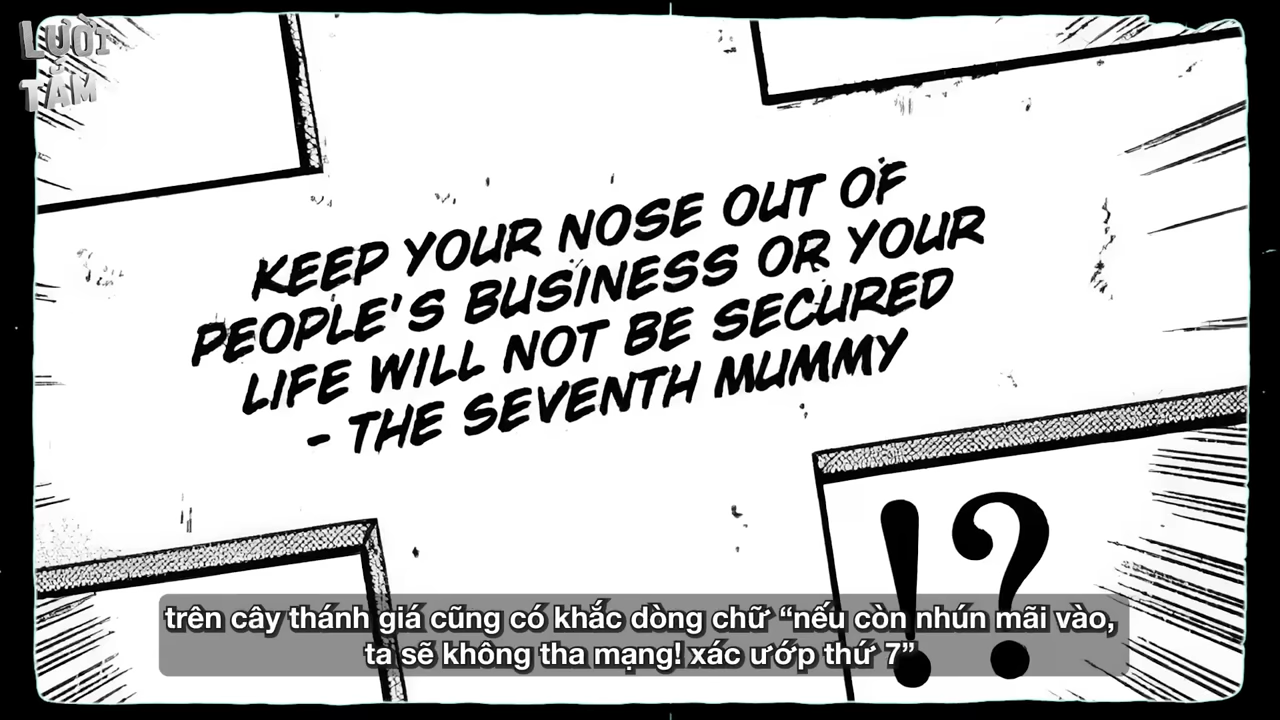 LƯỜI
TẮM
KEEP YOUR NOSE OUT OF
PEOPLE'S BUSINESS OR YOUR
LIFE WILL NOT BE SECURED
- THE SEVENTH MUMMY
!?
trên cây thánh giá cũng có khắc dòng chữ “nếu còn nhún mãi vào,
ta sẽ không tha mạng! xác ướp thứ 7”